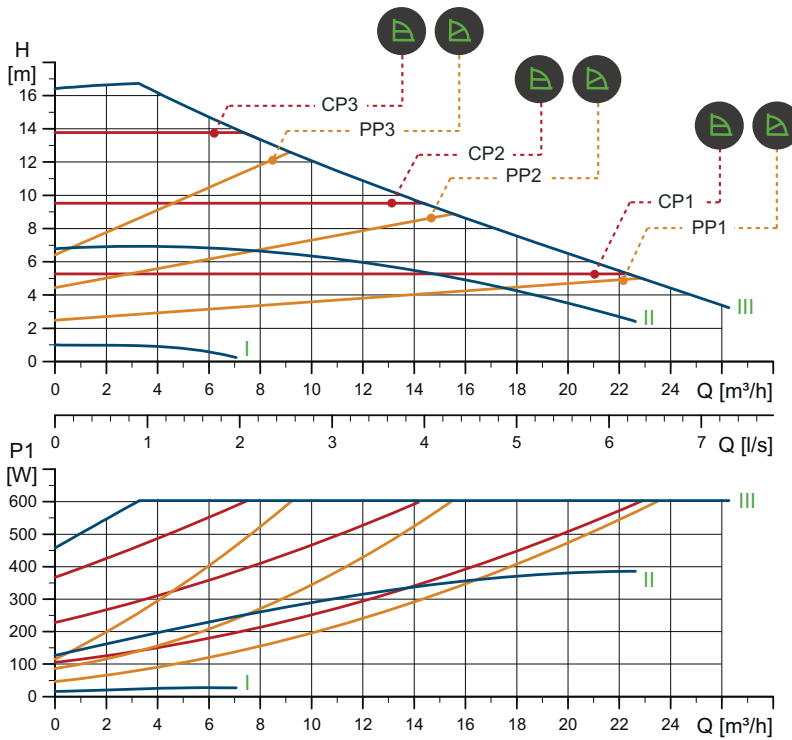 H
[m]
16
14
12
10
8
6
4
2
0
CP3
PP3
CP2
PP2
CP1
PP1
I
II
III
0 2 4 6 8 10 12 14 16 18 20 22 24 Q [m³/h]
0 1 2 3 4 5 6 7 Q [l/s]
P1
[W]
600
500
400
300
200
100
0
III
II
I
0 2 4 6 8 10 12 14 16 18 20 22 24 Q [m³/h]